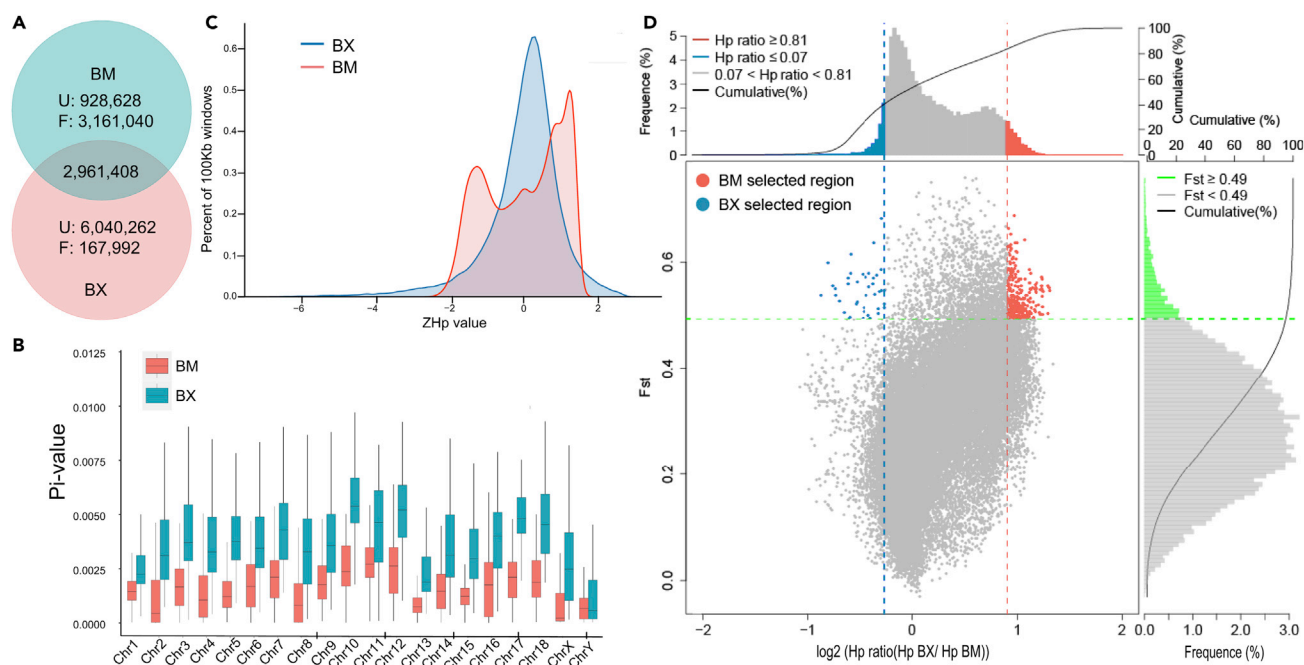 A
BM
U: 928,628
F: 3,161,040
2,961,408
U: 6,040,262
F: 167,992
BX
C
BX
BM
Percent of 100Kb windows
0.6
0.5
0.4
0.3
0.2
0.1
0.0
−6
−4
−2
0
2
ZHp value
B
BM
BX
Pi-value
0.0125
0.0100
0.0075
0.0050
0.0025
0.0000
Chr1
Chr2
Chr3
Chr4
Chr5
Chr6
Chr7
Chr8
Chr9
Chr10
Chr11
Chr12
Chr13
Chr14
Chr15
Chr16
Chr17
Chr18
ChrX
ChrY
D
Hp ratio ≥ 0.81
Hp ratio ≤ 0.07
0.07 < Hp ratio < 0.81
Cumulative(%)
Frequence (%)
5
4
3
2
1
0
100
80
60
40
20
0
Cumulative (%)
Cumulative (%)
0 20 40 60 80 100
BM selected region
BX selected region
Fst ≥ 0.49
Fst < 0.49
Cumulative(%)
Fst
0.6
0.4
0.2
0.0
−2
−1
0
1
2
log2 (Hp ratio(Hp BX/ Hp BM))
0.0
1.0
2.0
3.0
Frequency (%)